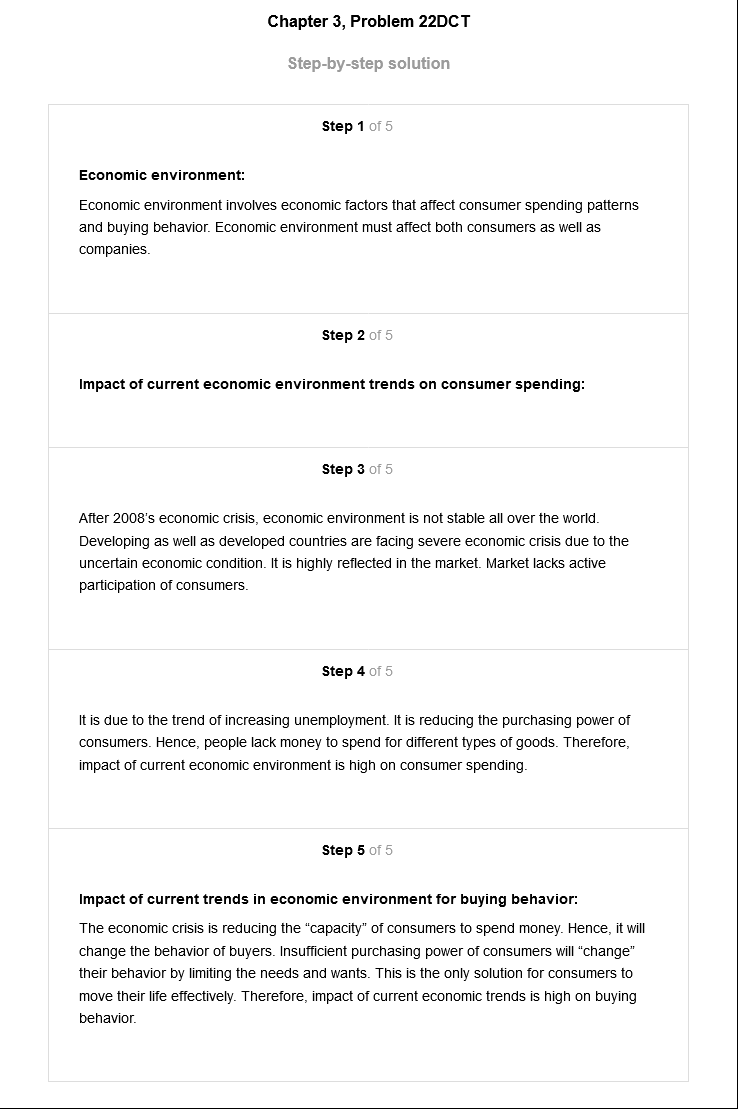 Chapter 3, Problem 22DCT
Step-by-step solution
Step 1 of 5
Economic environment:
Economic environment involves economic factors that affect consumer spending patterns
and buying behavior. Economic environment must affect both consumers as well as
companies.
Step 2 of 5
Impact of current economic environment trends on consumer spending:
Step 3 of 5
After 2008’s economic crisis, economic environment is not stable all over the world.
Developing as well as developed countries are facing severe economic crisis due to the
uncertain economic condition. It is highly reflected in the market. Market lacks active
participation of consumers.
Step 4 of 5
It is due to the trend of increasing unemployment. It is reducing the purchasing power of
consumers. Hence, people lack money to spend for different types of goods. Therefore,
impact of current economic environment is high on consumer spending.
Step 5 of 5
Impact of current trends in economic environment for buying behavior:
The economic crisis is reducing the “capacity” of consumers to spend money. Hence, it will
change the behavior of buyers. Insufficient purchasing power of consumers will “change”
their behavior by limiting the needs and wants. This is the only solution for consumers to
move their life effectively. Therefore, impact of current economic trends is high on buying
behavior.